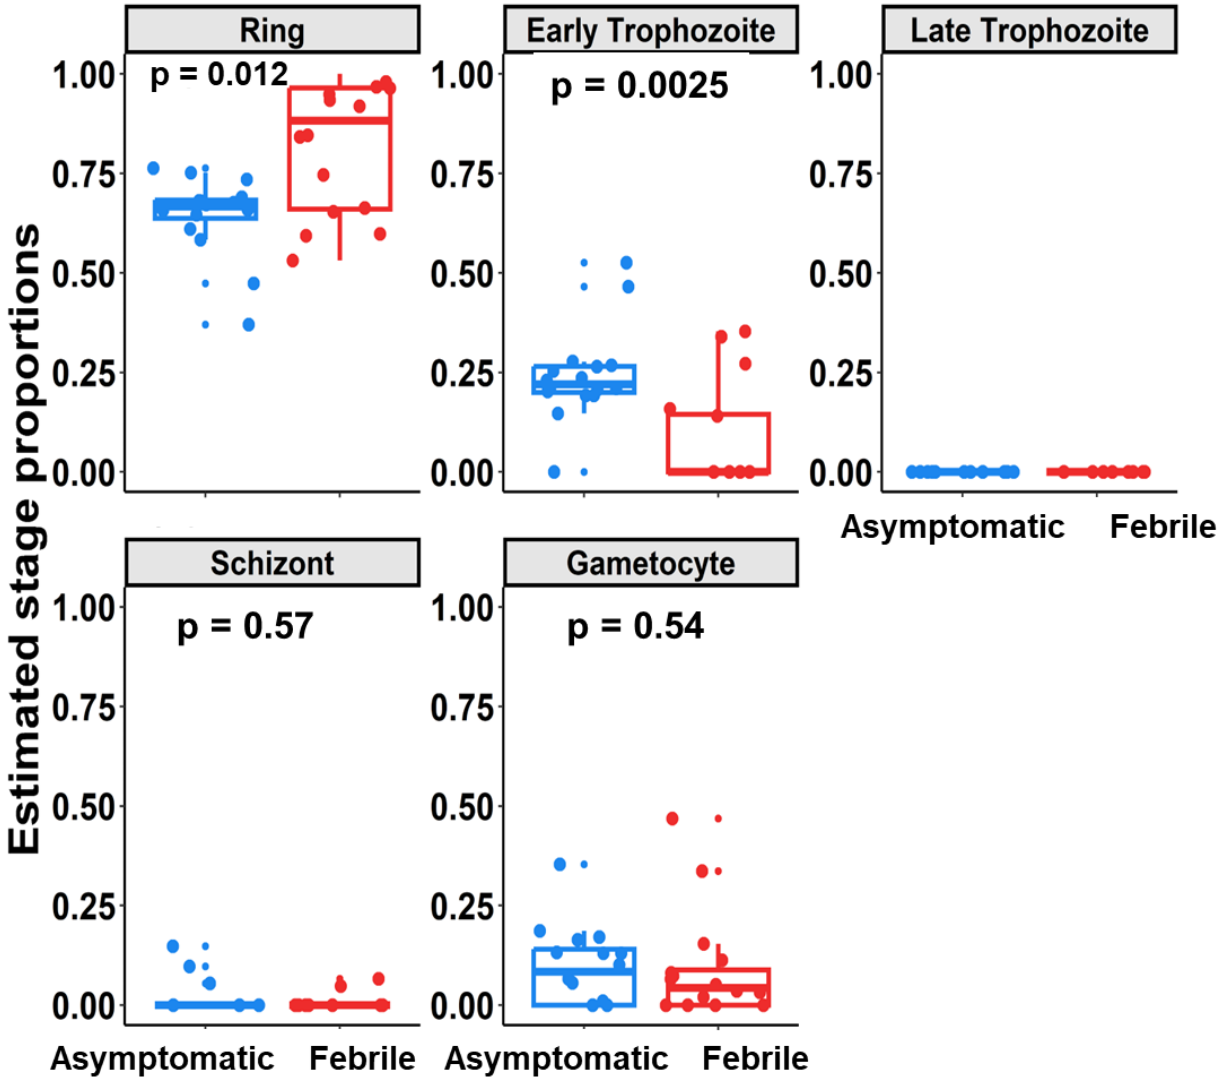 Estimated stage proportions
Ring
p = 0.012
1.00
0.75
0.50
0.25
0.00
Early Trophozoite
p = 0.0025
1.00
0.75
0.50
0.25
0.00
Late Trophozoite
1.00
0.75
0.50
0.25
0.00
Asymptomatic Febrile
Schizont
p = 0.57
1.00
0.75
0.50
0.25
0.00
Asymptomatic Febrile
Gametocyte
p = 0.54
1.00
0.75
0.50
0.25
0.00
Asymptomatic Febrile